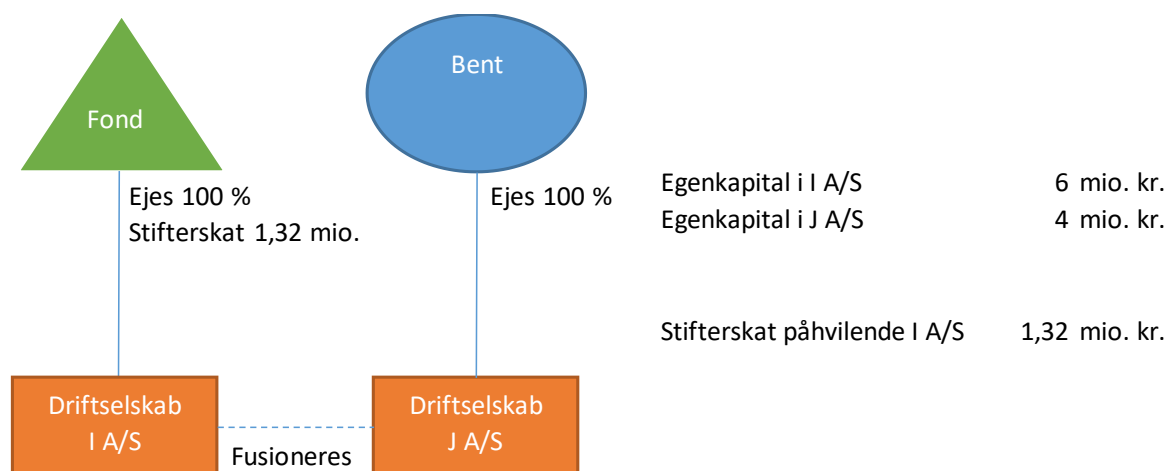 Fond
Bent
Ejes 100 %
Stifterskat 1,32 mio.
Ejes 100 %
Egenkapital i I A/S 6 mio. kr.
Egenkapital i J A/S 4 mio. kr.
Stifterskat påhvilende I A/S 1,32 mio. kr.
Driftselskab
I A/S
Fusioneres
Driftselskab
J A/S